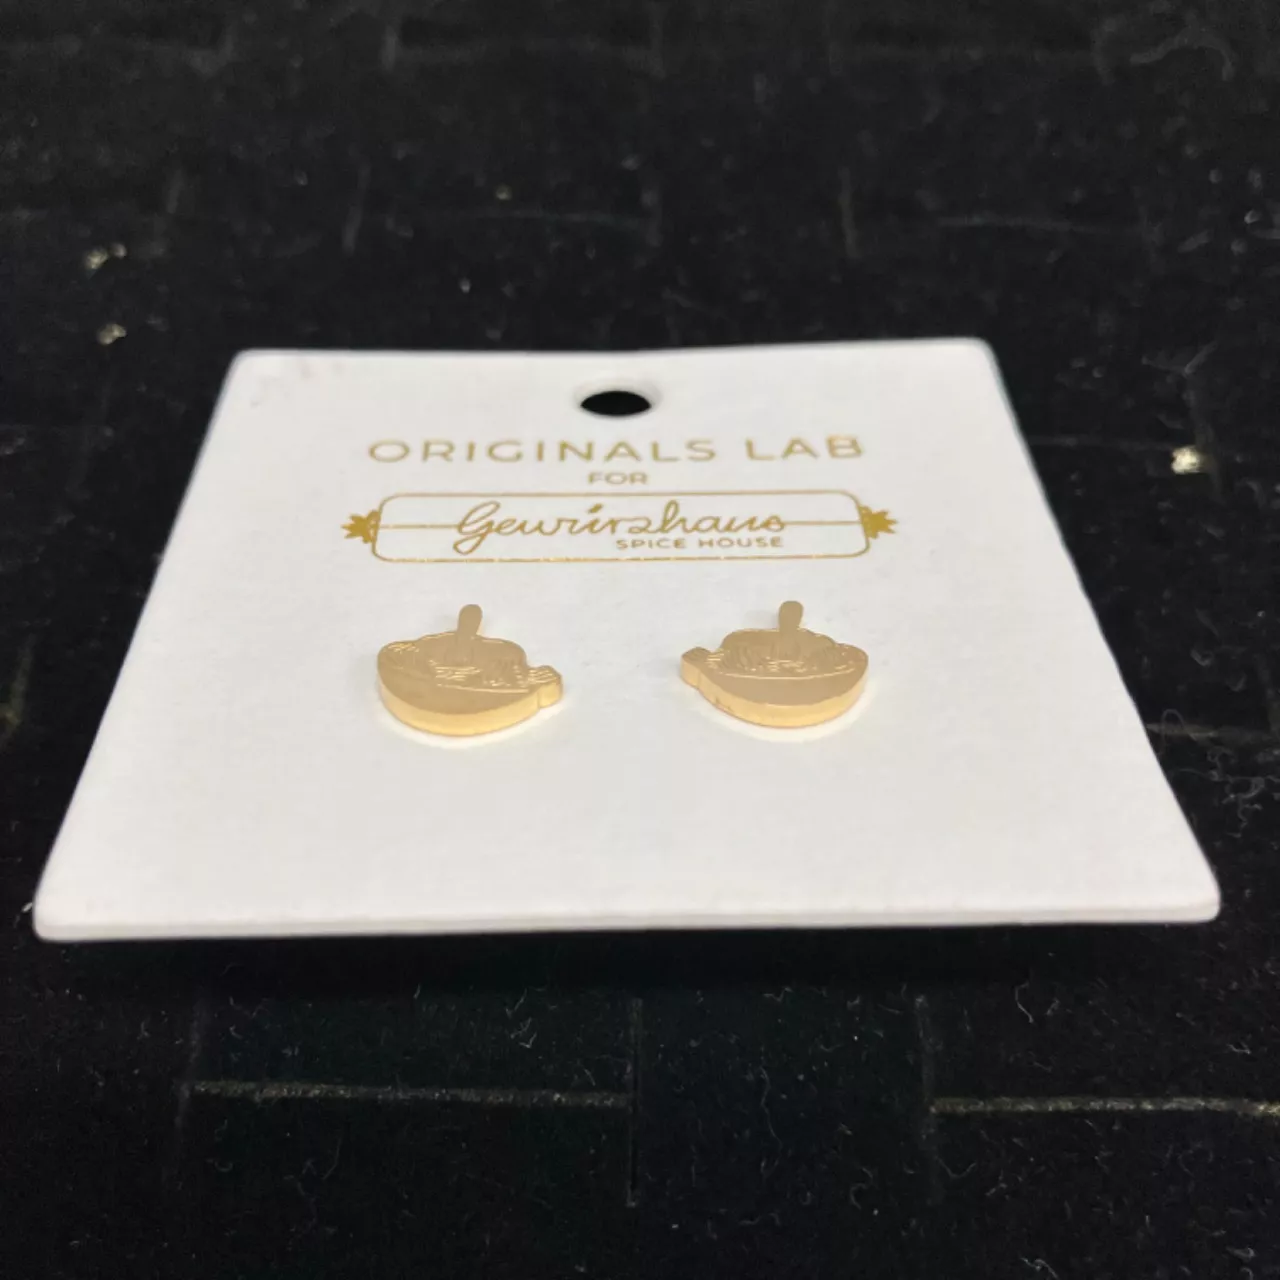 ORIGINALS LAB
FOR
Gewürzhaus
SPICE HOUSE